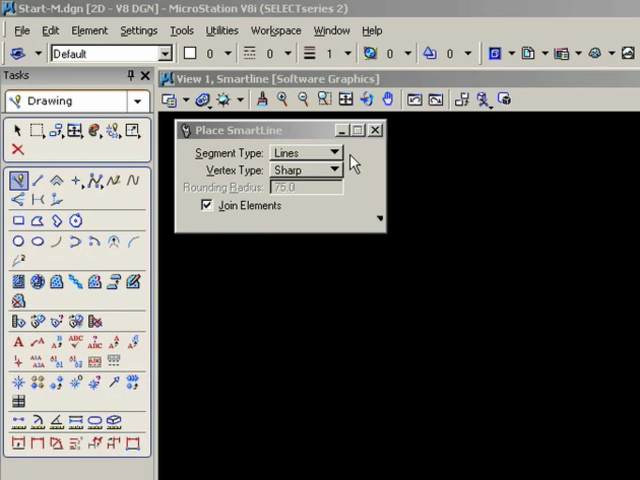 Start-M.dgn [2D - V8 DGN] - MicroStation V8i (SELECTseries 2)
File Edit Element Settings Tools Utilities Workspace Window Help
Default 0 0 1 0 0
Tasks
View 1, Smartline [Software Graphics]
Drawing
Place SmartLine
Segment Type: Lines
Vertex Type: Sharp
Rounding Radius: 75.0
Join Elements